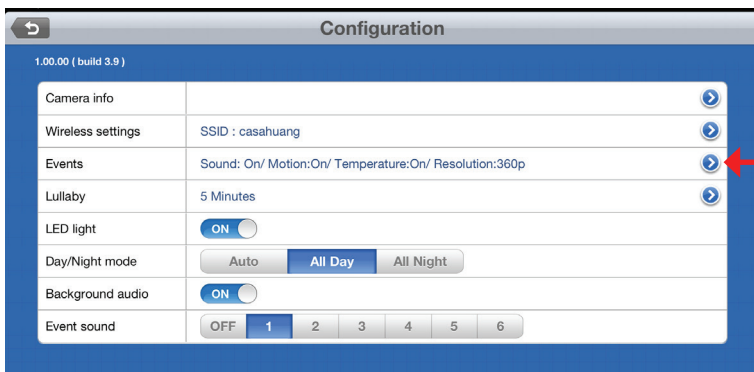 Configuration
1.00.00 ( build 3.9 )
Camera info
Wireless settings SSID : casahuang
Events Sound: On/ Motion:On/ Temperature:On/ Resolution:360p
Lullaby 5 Minutes
LED light ON
Day/Night mode Auto All Day All Night
Background audio ON
Event sound OFF 1 2 3 4 5 6